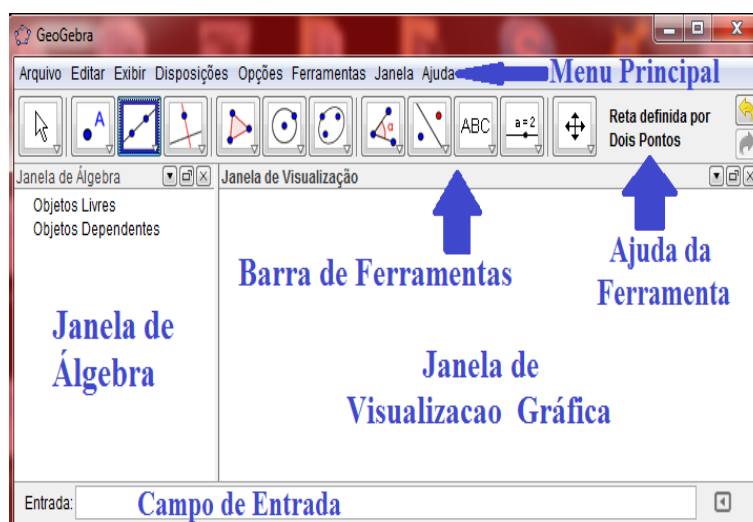 GeoGebra
Arquivo Editar Exibir Disposições Opções Ferramentas Janela Ajuda
Menu Principal
A
α
ABC
a=2
Reta definida por
Dois Pontos
Janela de Álgebra
Janela de Visualização
Objetos Livres
Objetos Dependentes
Barra de Ferramentas
Ajuda da
Ferramenta
Janela de
Álgebra
Janela de
Visualizacao Gráfica
Entrada:
Campo de Entrada